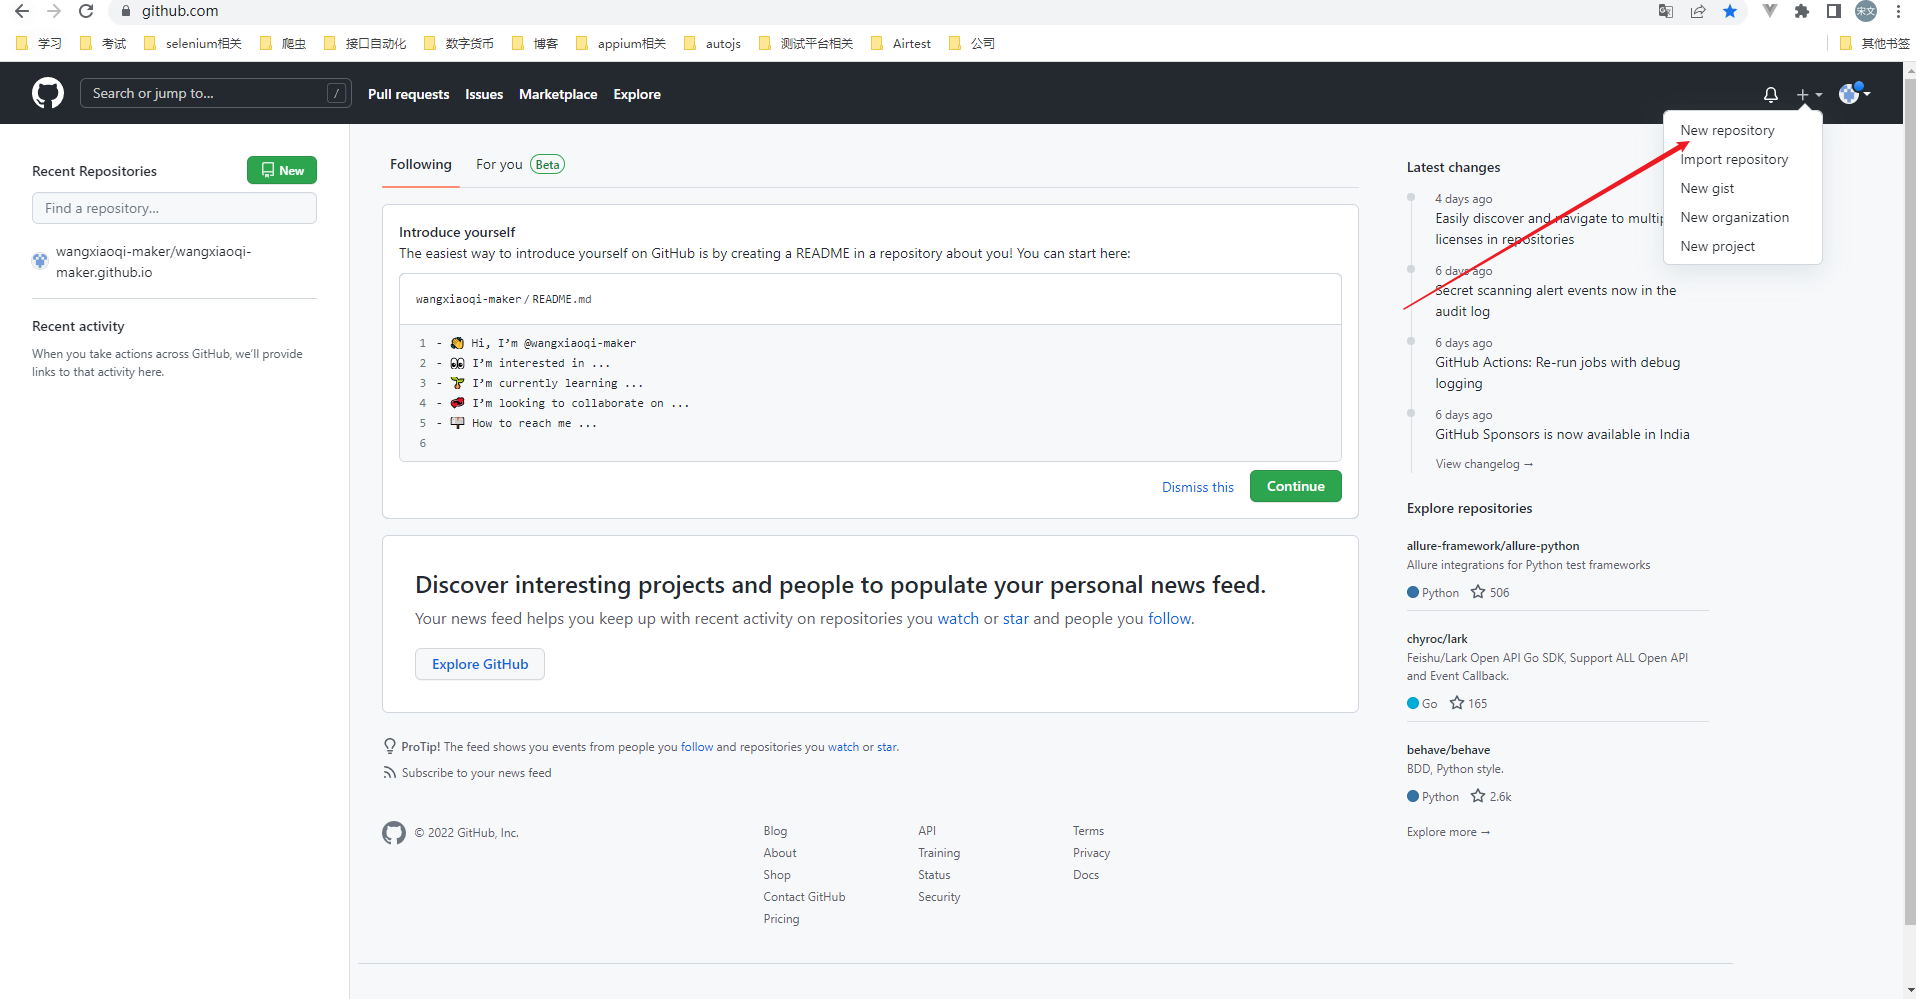 github.com
宋文
学习
考试
selenium相关
爬虫
接口自动化
数字货币
博客
appium相关
autojs
测试平台相关
Airtest
公司
其他书签
Search or jump to...
/
Pull requests
Issues
Marketplace
Explore
New repository
Import repository
New gist
New organization
New project
Recent Repositories
New
Find a repository...
wangxiaoqi-maker/wangxiaoqi-
maker.github.io
Recent activity
When you take actions across GitHub, we'll provide
links to that activity here.
Following
For you
Beta
Introduce yourself
The easiest way to introduce yourself on GitHub is by creating a README in a repository about you! You can start here:
wangxiaoqi-maker / README.md
1 - 👋 Hi, I'm @wangxiaoqi-maker
2 - 👀 I'm interested in ...
3 - 🌱 I'm currently learning ...
4 - 💞️ I'm looking to collaborate on ...
5 - 📫 How to reach me ...
6
Dismiss this
Continue
Discover interesting projects and people to populate your personal news feed.
Your news feed helps you keep up with recent activity on repositories you watch or star and people you follow.
Explore GitHub
ProTip! The feed shows you events from people you follow and repositories you watch or star.
Subscribe to your news feed
Latest changes
4 days ago
Easily discover and navigate to multip
licenses in repositories
6 days ago
Secret scanning alert events now in the
audit log
6 days ago
GitHub Actions: Re-run jobs with debug
logging
6 days ago
GitHub Sponsors is now available in India
View changelog →
Explore repositories
allure-framework/allure-python
Allure integrations for Python test frameworks
Python 506
chyroc/lark
Feishu/Lark Open API Go SDK, Support ALL Open API
and Event Callback.
Go 165
behave/behave
BDD, Python style.
Python 2.6k
Explore more →
© 2022 GitHub, Inc.
Blog
About
Shop
Contact GitHub
Pricing
API
Training
Status
Security
Terms
Privacy
Docs